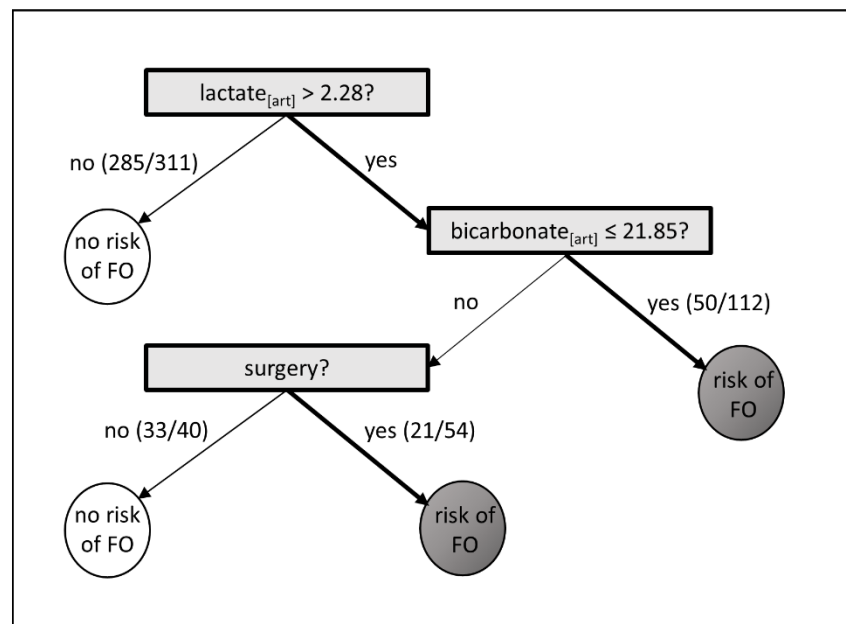 lactate[art] > 2.28?
no (285/311)
yes
no risk
of FO
bicarbonate[art] ≤ 21.85?
no
yes (50/112)
surgery?
risk of
FO
no (33/40)
yes (21/54)
no risk
of FO
risk of
FO